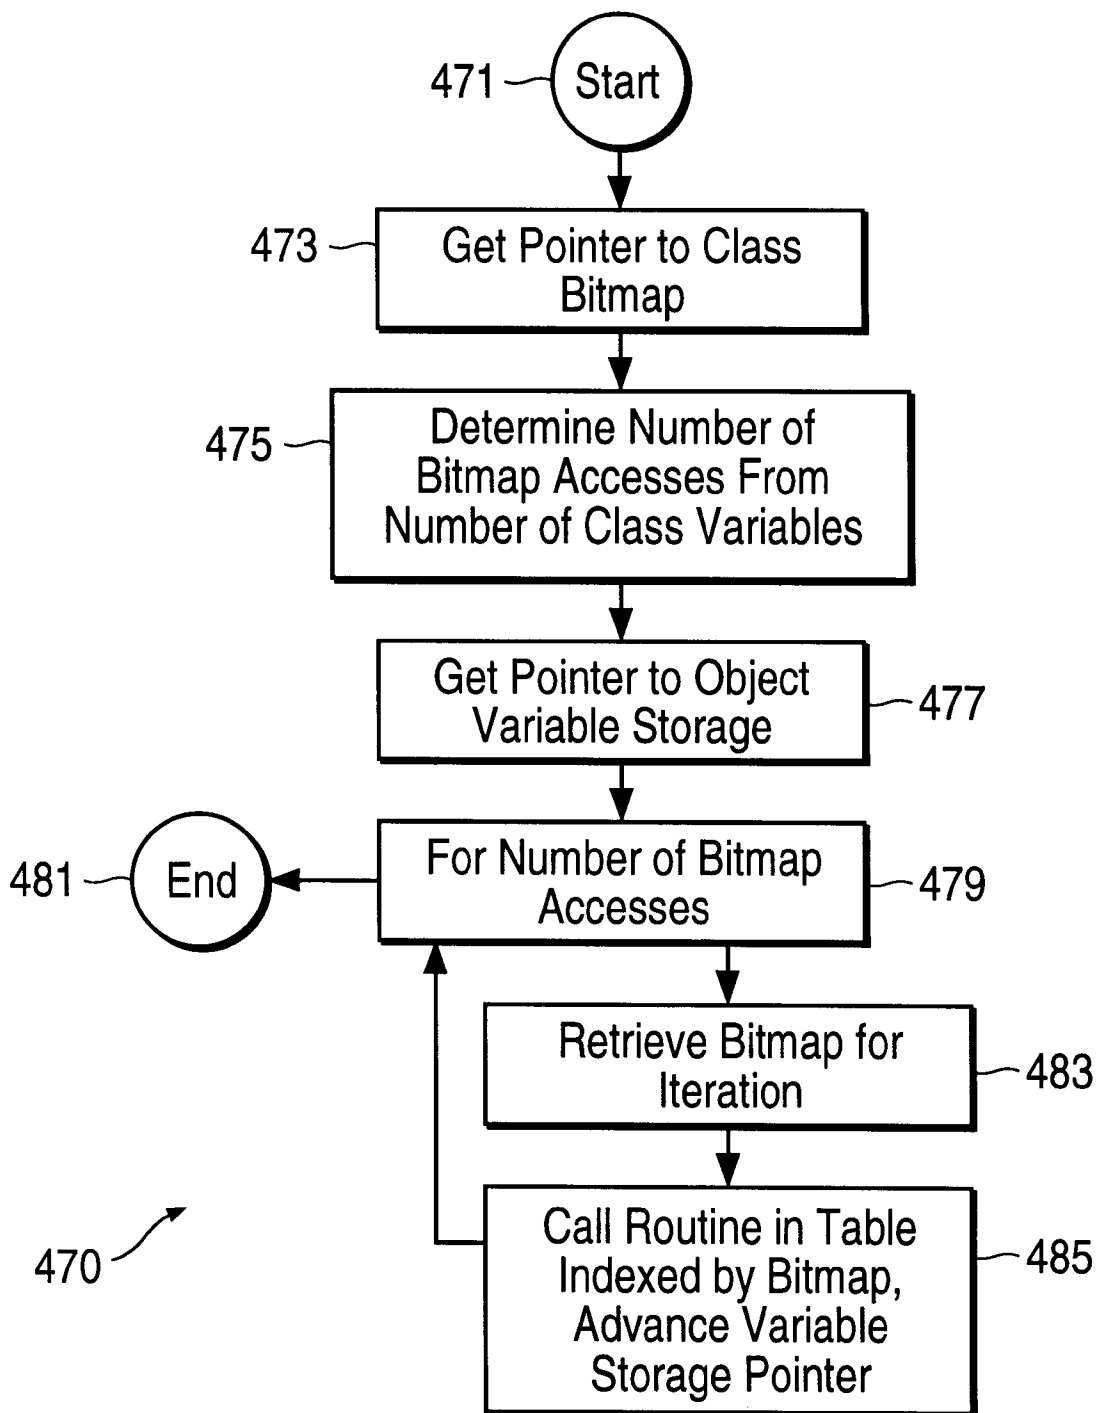 471
Start
473
Get Pointer to Class
Bitmap
475
Determine Number of
Bitmap Accesses From
Number of Class Variables
Get Pointer to Object
Variable Storage
477
481
End
For Number of Bitmap
Accesses
479
Retrieve Bitmap for
Iteration
483
470
Call Routine in Table
Indexed by Bitmap,
Advance Variable
Storage Pointer
485